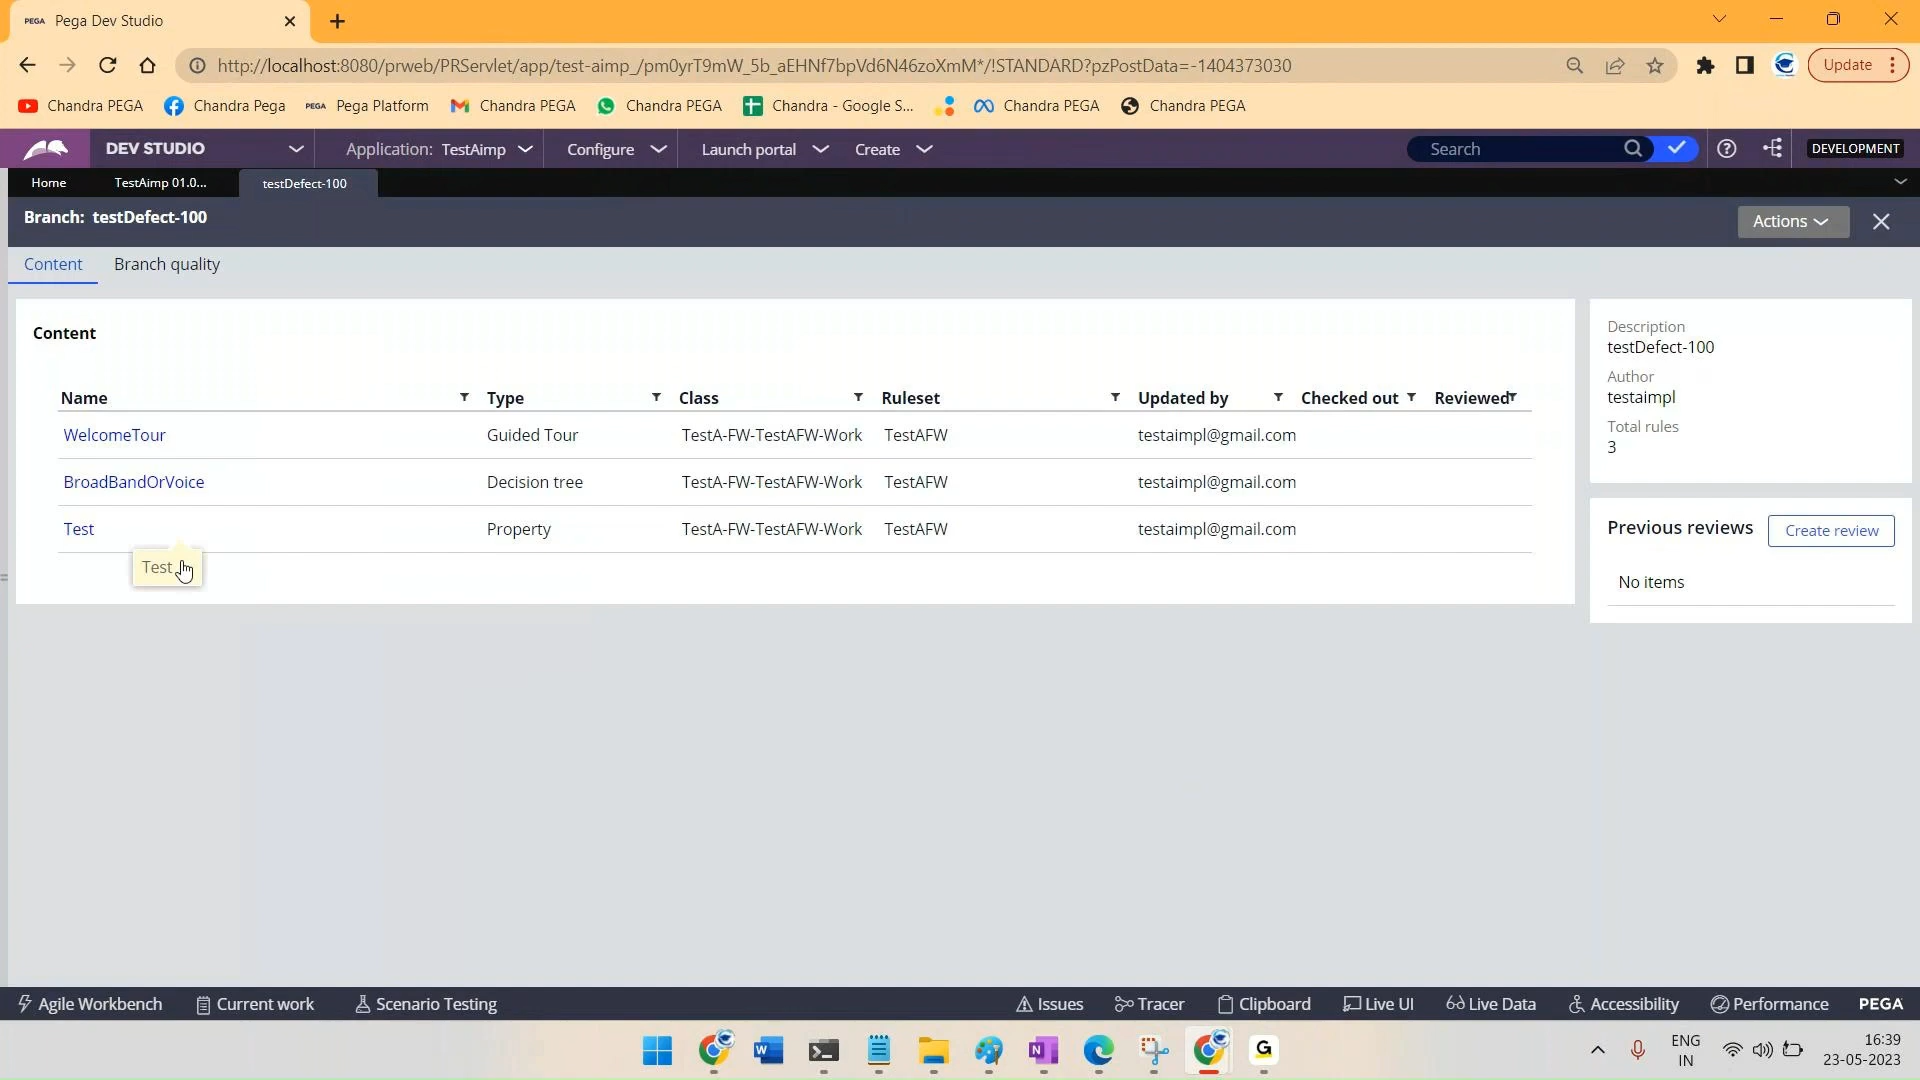 PEGA Pega Dev Studio
http://localhost:8080/prweb/PRServlet/app/test-aimp_/pm0yrT9mW_5b_aEHNf7bpVd6N46zoXmM*/!STANDARD?pzPostData=-1404373030 Update
Chandra PEGA Chandra Pega PEGA Pega Platform Chandra PEGA Chandra PEGA Chandra - Google S... Chandra PEGA Chandra PEGA
DEV STUDIO Application: TestAimp Configure Launch portal Create Search DEVELOPMENT
Home TestAimp 01.0... testDefect-100
Branch: testDefect-100 Actions
Content Branch quality
Content
Name Type Class Ruleset Updated by Checked out Reviewed
WelcomeTour Guided Tour TestA-FW-TestAFW-Work TestAFW testaimpl@gmail.com
BroadBandOrVoice Decision tree TestA-FW-TestAFW-Work TestAFW testaimpl@gmail.com
Test Property TestA-FW-TestAFW-Work TestAFW testaimpl@gmail.com
Test
Description
testDefect-100
Author
testaimpl
Total rules
3
Previous reviews Create review
No items
Agile Workbench Current work Scenario Testing Issues Tracer Clipboard Live UI Live Data Accessibility Performance PEGA
ENG
IN
16:39
23-05-2023